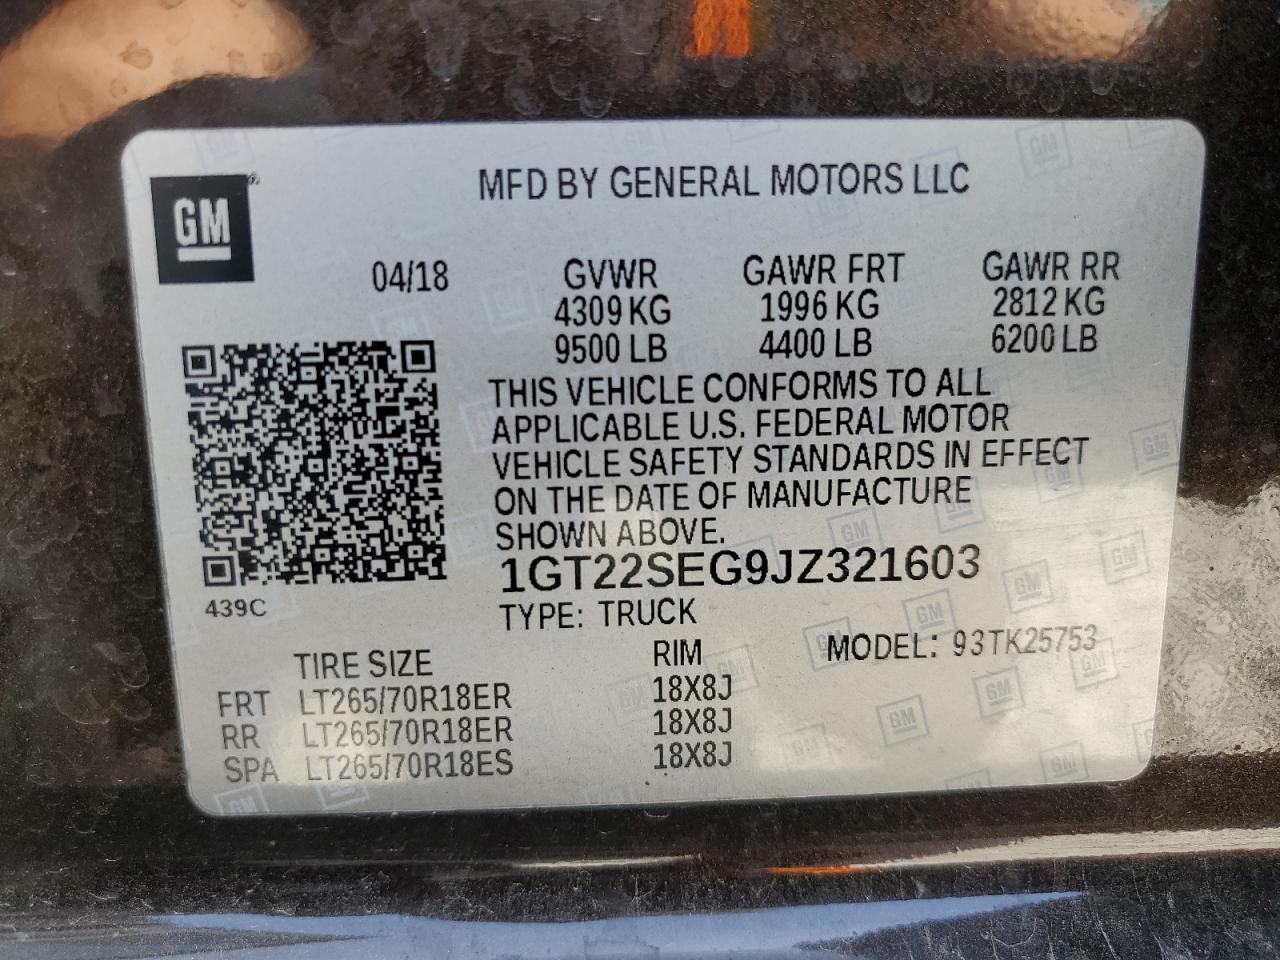 GM
MFD BY GENERAL MOTORS LLC
04/18
GVWR
4309 KG
9500 LB
GAWR FRT
1996 KG
4400 LB
GAWR RR
2812 KG
6200 LB
THIS VEHICLE CONFORMS TO ALL
APPLICABLE U.S. FEDERAL MOTOR
VEHICLE SAFETY STANDARDS IN EFFECT
ON THE DATE OF MANUFACTURE
SHOWN ABOVE.
1GT22SEG9JZ321603
439C
TYPE: TRUCK
MODEL: 93TK25753
TIRE SIZE RIM
FRT LT265/70R18ER 18X8J
RR LT265/70R18ER 18X8J
SPA LT265/70R18ES 18X8J